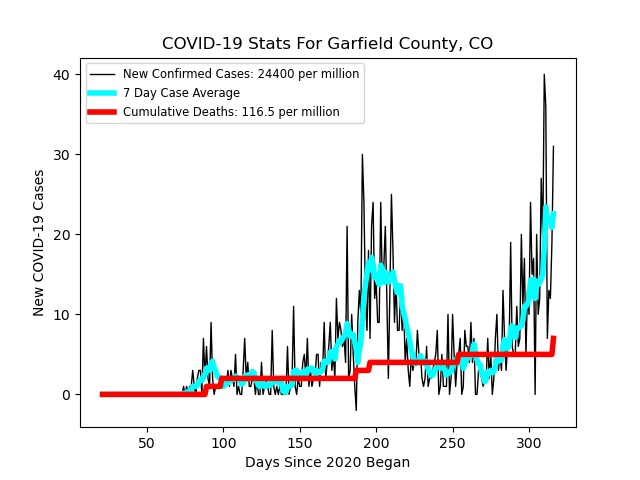 COVID-19 Stats For Garfield County, CO
New Confirmed Cases: 24400 per million
7 Day Case Average
Cumulative Deaths: 116.5 per million
New COVID-19 Cases
40
30
20
10
0
50 100 150 200 250 300
Days Since 2020 Began